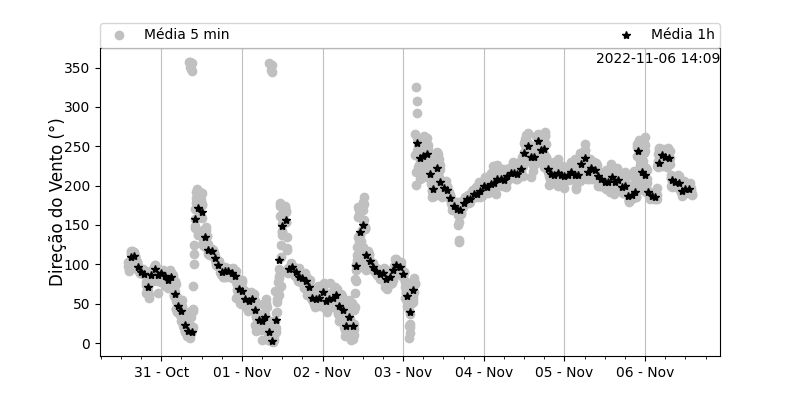 Média 5 min
Média 1h
2022-11-06 14:09
Direção do Vento (°)
350
300
250
200
150
100
50
0
31 - Oct
01 - Nov
02 - Nov
03 - Nov
04 - Nov
05 - Nov
06 - Nov